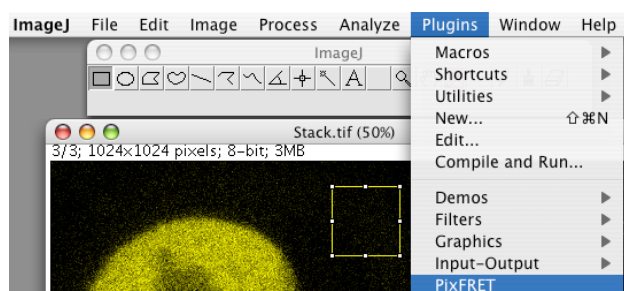 ImageJ File Edit Image Process Analyze Plugins Window Help
ImageJ
A
Stack.tif (50%)
3/3; 1024x1024 pixels; 8-bit; 3MB
Macros
Shortcuts
Utilities
New... ⇧⌘N
Edit...
Compile and Run...
Demos
Filters
Graphics
Input-Output
PixFRET